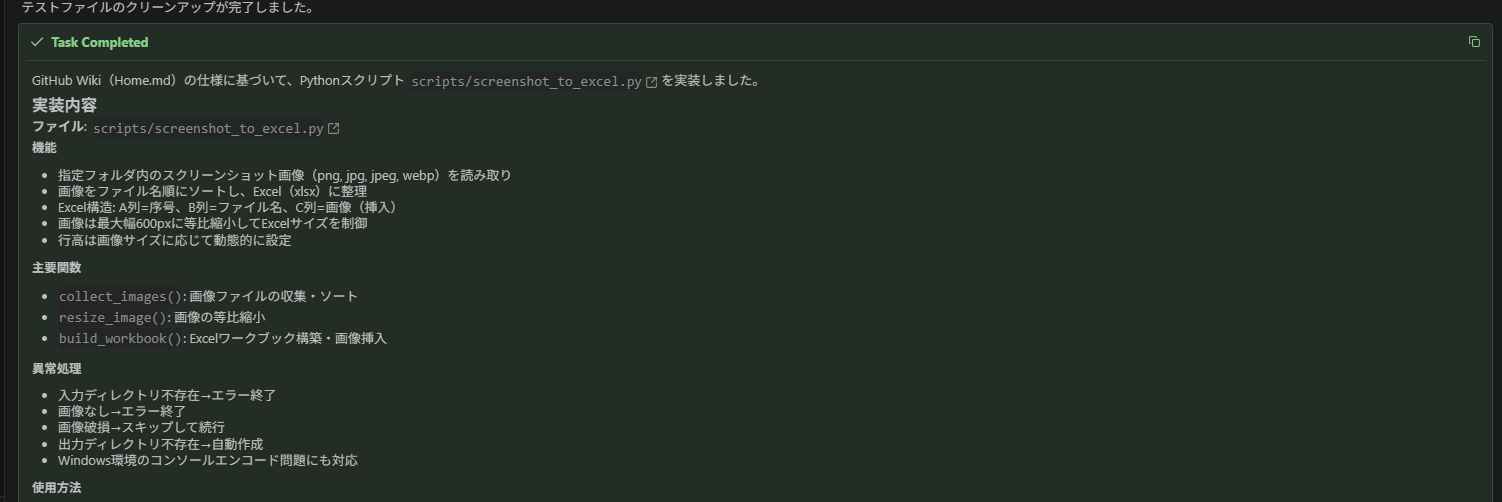 テストファイルのクリーンアップが完了しました。
Task Completed
GitHub Wiki（Home.md）の仕様に基づいて、Pythonスクリプト scripts/screenshot_to_excel.py を実装しました。
実装内容
ファイル: scripts/screenshot_to_excel.py
機能
• 指定フォルダ内のスクリーンショット画像（png, jpg, jpeg, webp）を読み取り
• 画像をファイル名順にソートし、Excel（xlsx）に整理
• Excel構造: A列=序号、B列=ファイル名、C列=画像（挿入）
• 画像は最大幅600pxに等比縮小してExcelサイズを制御
• 行高は画像サイズに応じて動態的に設定
主要関数
• collect_images(): 画像ファイルの収集・ソート
• resize_image(): 画像の等比縮小
• build_workbook(): Excelワークブック構築・画像挿入
異常処理
• 入力ディレクトリ不存在→エラー終了
• 画像なし→エラー終了
• 画像破損→スキップして続行
• 出力ディレクトリ不存在→自動作成
• Windows環境のコンソールエンコード問題にも対応
使用方法